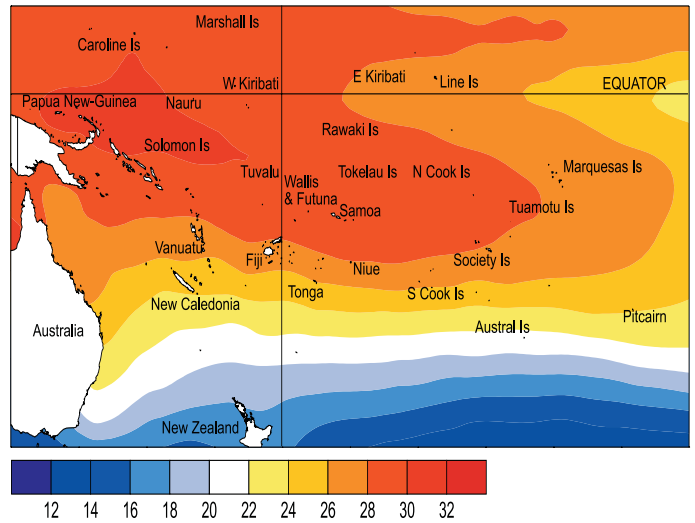 Marshall Is
Caroline Is
W Kiribati
E Kiribati
Line Is
EQUATOR
Papua New-Guinea
Nauru
Rawaki Is
Solomon Is
Tuvalu
Tokelau Is
N Cook Is
Marquesas Is
Wallis
& Futuna
Samoa
Tuamotu Is
Vanuatu
Fiji
Niue
Society Is
New Caledonia
Tonga
S Cook Is
Pitcairn
Australia
Austral Is
New Zealand
12 14 16 18 20 22 24 26 28 30 32